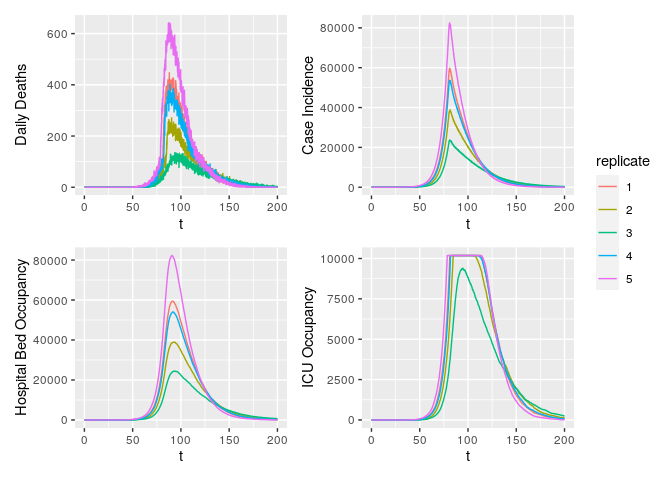 Daily Deaths
600
400
200
0
0 50 100 150 200
t
Case Incidence
80000
60000
40000
20000
0
0 50 100 150 200
t
Hospital Bed Occupancy
80000
60000
40000
20000
0
0 50 100 150 200
t
ICU Occupancy
10000
7500
5000
2500
0
0 50 100 150 200
t
replicate
1
2
3
4
5